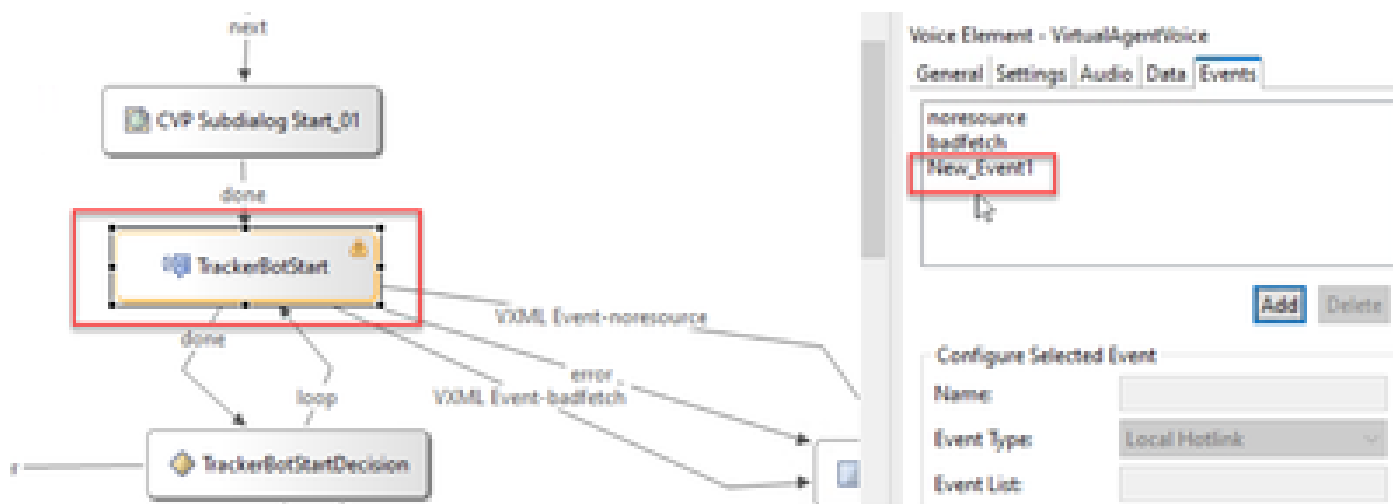 next
CVP Subdialog Start_01
done
TrackerBotStart
done
loop
VXML Event-noresource
error
VXML Event-badfetch
TrackerBotStartDecision
r
Voice Element - VirtualAgentVoice
General Settings Audio Data Events
noresource
badfetch
New_Event1
Add Delete
Configure Selected Event
Name:
Event Type: Local Hotlink
Event List: